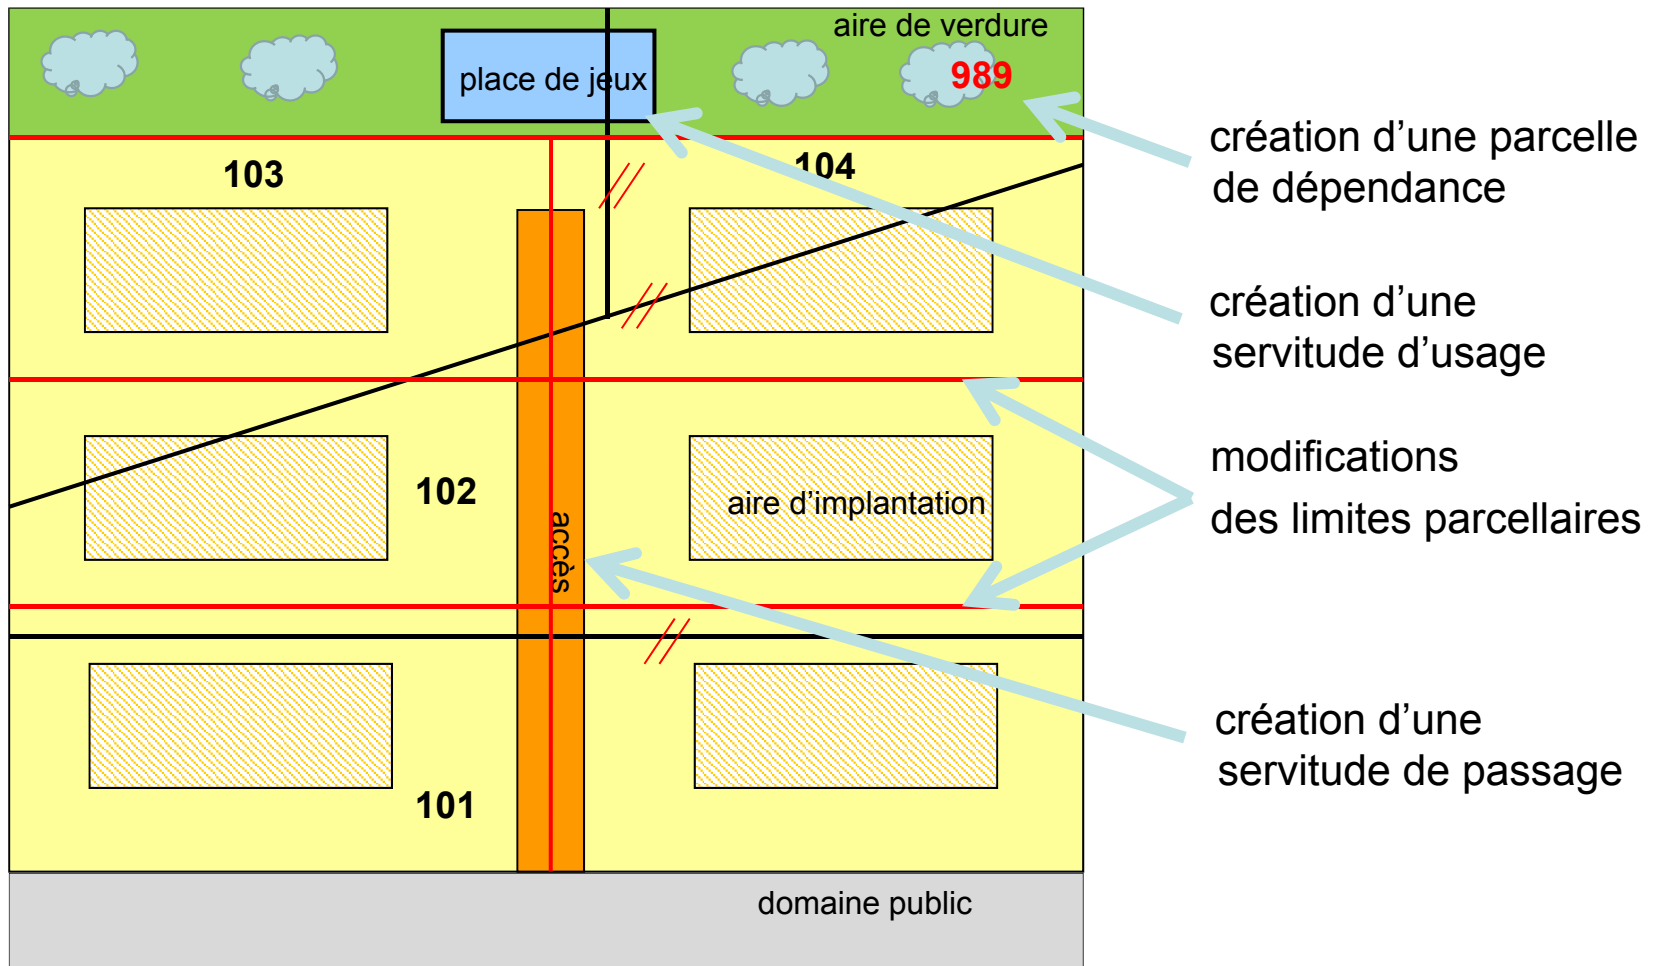 aire de verdure
place de jeux
989
création d’une parcelle
de dépendance
103
104
création d’une
servitude d’usage
modifications
des limites parcellaires
102
aire d’implantation
accès
création d’une
servitude de passage
101
domaine public